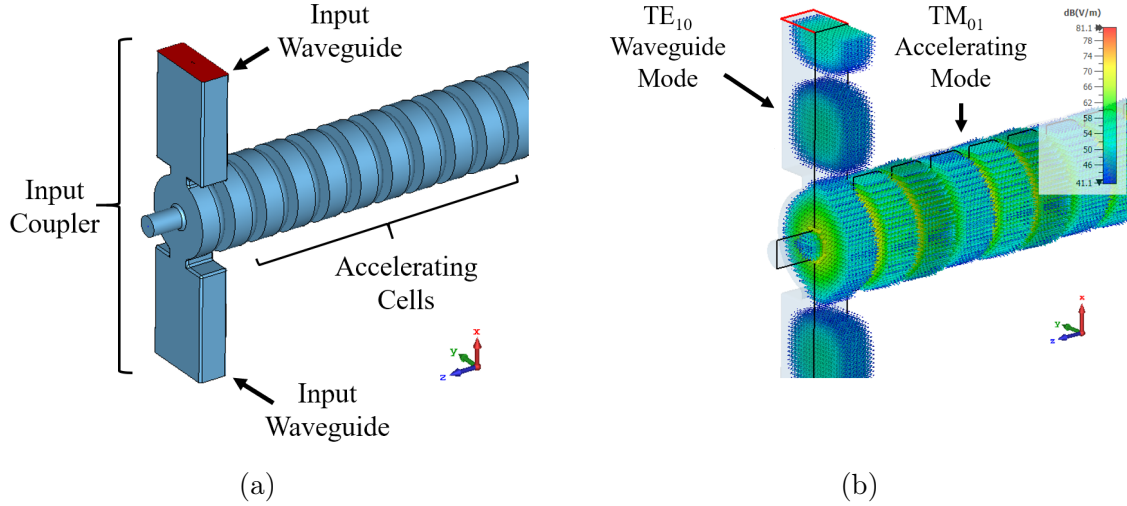 Input
Waveguide
Input
Coupler
Accelerating
Cells
x
y
z
Input
Waveguide
(a)
TE10
Waveguide
Mode
TM01
Accelerating
Mode
dB(V/m)
81.1
74
70
66
62
58
54
50
46
41.1
x
y
z
(b)